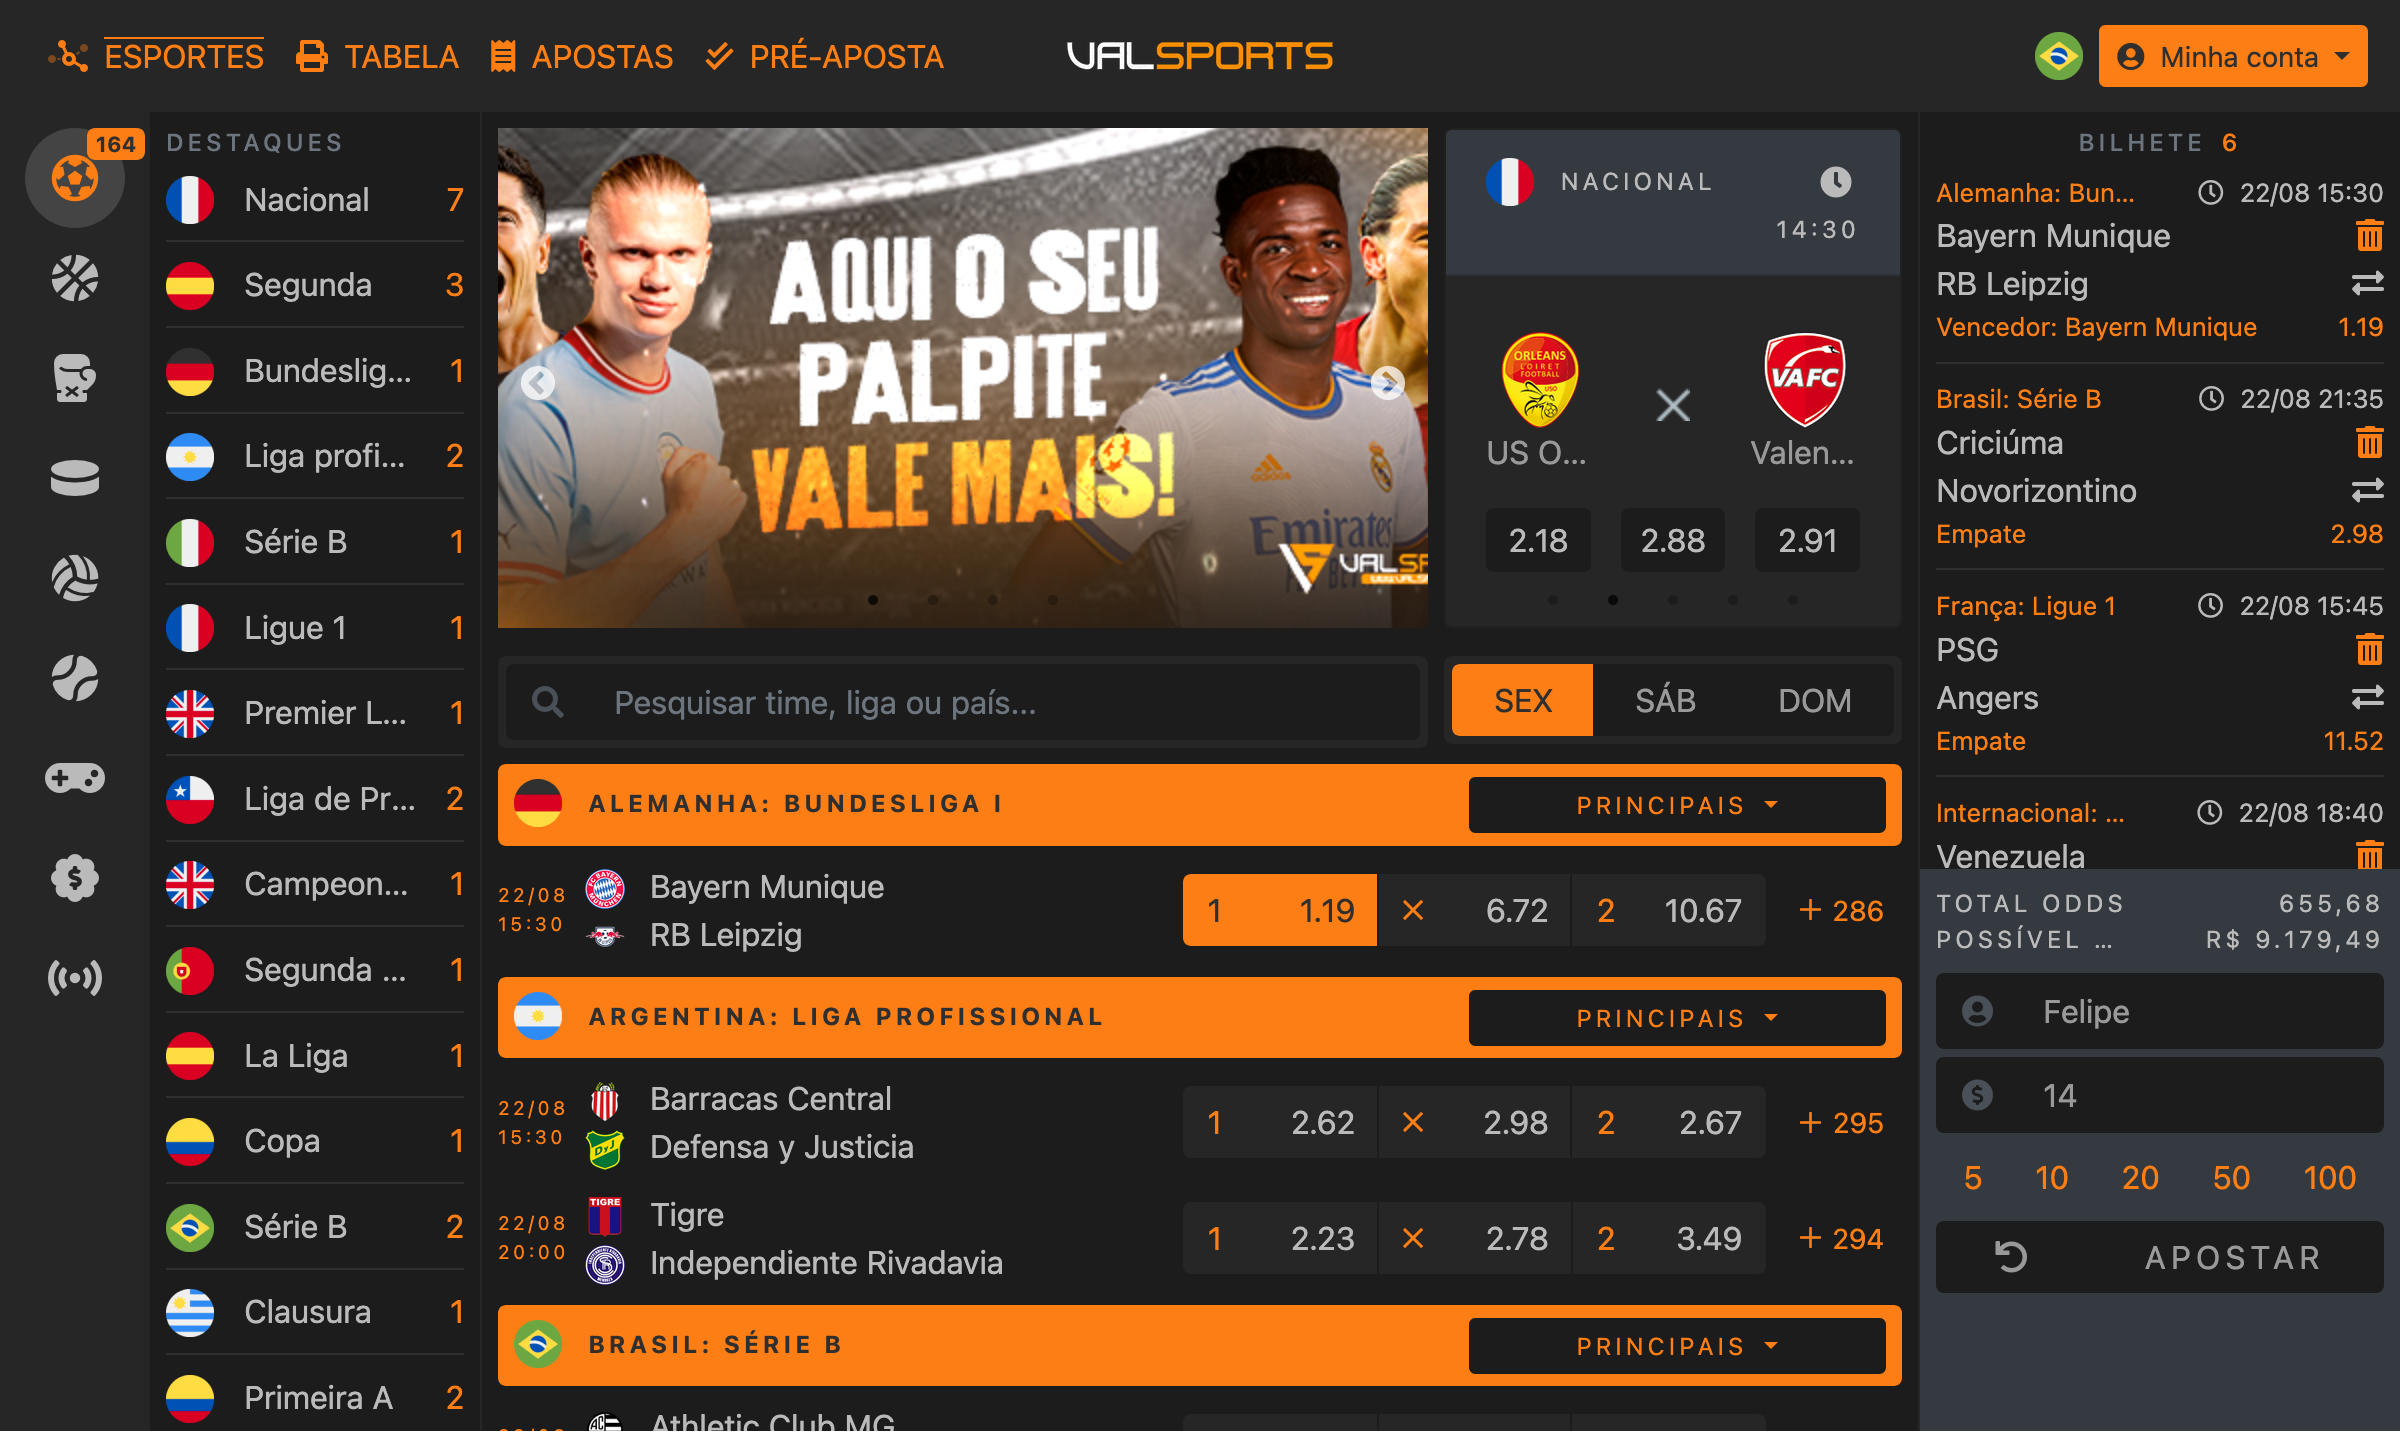 ESPORTES
TABELA
APOSTAS
PRÉ-APOSTA
VALSPORTS
Minha conta
164
DESTAQUES
Nacional 7
Segunda 3
Bundeslig... 1
Liga profi... 2
Série B 1
Ligue 1 1
Premier L... 1
Liga de Pr... 2
Campeon... 1
Segunda ... 1
La Liga 1
Copa 1
Série B 2
Clausura 1
Primeira A 2
AQUI O SEU
PALPITE
VALE MAIS!
Emirates
adidas
NACIONAL
14:30
ORLEANS
LOIRET
FOOTBALL
USO
VAFC
US O...
Valen...
2.18 2.88 2.91
Pesquisar time, liga ou país...
SEX SÁB DOM
ALEMANHA: BUNDESLIGA I
PRINCIPAIS
22/08
15:30
Bayern Munique
RB Leipzig
1 1.19 × 6.72 2 10.67 + 286
ARGENTINA: LIGA PROFISSIONAL
PRINCIPAIS
22/08
15:30
Barracas Central
Defensa y Justicia
1 2.62 × 2.98 2 2.67 + 295
22/08
20:00
TIGRE
Tigre
Independiente Rivadavia
1 2.23 × 2.78 2 3.49 + 294
BRASIL: SÉRIE B
PRINCIPAIS
Athletic Club MG
BILHETE 6
Alemanha: Bun... 22/08 15:30
Bayern Munique
RB Leipzig
Vencedor: Bayern Munique 1.19
Brasil: Série B 22/08 21:35
Criciúma
Novorizontino
Empate 2.98
França: Ligue 1 22/08 15:45
PSG
Angers
Empate 11.52
Internacional: ... 22/08 18:40
Venezuela
TOTAL ODDS 655,68
POSSÍVEL ... R$ 9.179,49
Felipe
14
5 10 20 50 100
APOSTAR